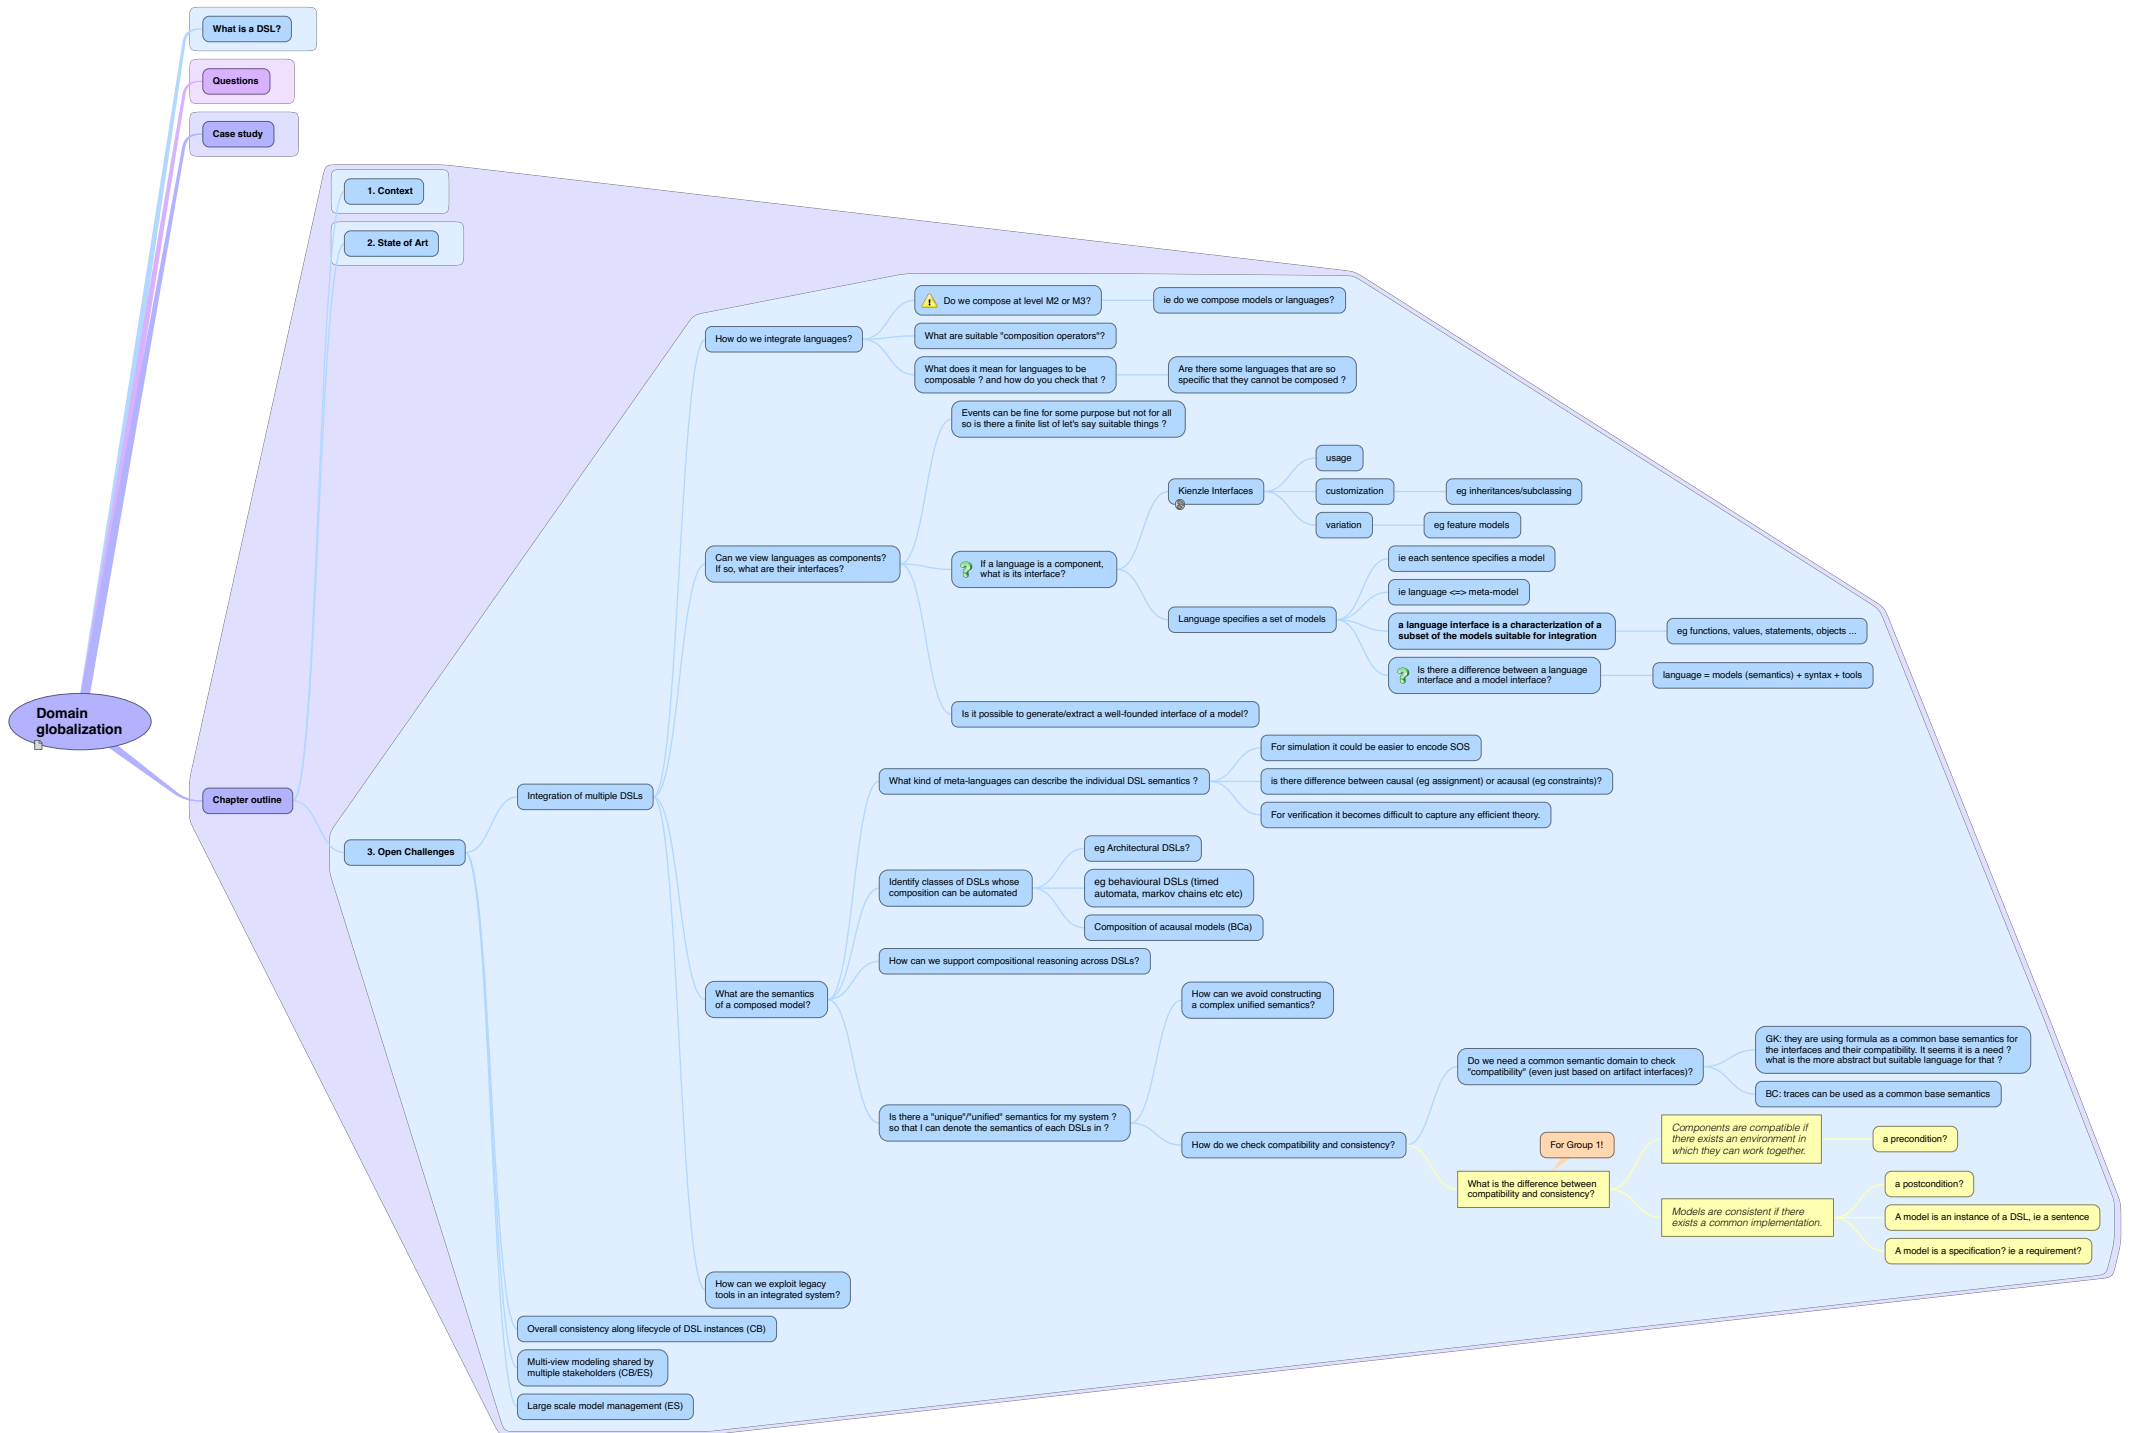 What is a DSL?
Questions
Case study
1. Context
2. State of Art
Do we compose at level M2 or M3?
ie do we compose models or languages?
How do we integrate languages?
What are suitable "composition operators"?
What does it mean for languages to be
composable ? and how do you check that ?
Are there some languages that are so
specific that they cannot be composed ?
Events can be fine for some purpose but not for all
so is there a finite list of let's say suitable things ?
usage
Kienzle Interfaces
customization
eg inheritances/subclassing
variation
eg feature models
Can we view languages as components?
If so, what are their interfaces?
If a language is a component,
what is its interface?
ie each sentence specifies a model
ie language <=> meta-model
Language specifies a set of models
a language interface is a characterization of a
subset of the models suitable for integration
eg functions, values, statements, objects ...
Is there a difference between a language
interface and a model interface?
language = models (semantics) + syntax + tools
Is it possible to generate/extract a well-founded interface of a model?
Domain
globalization
Chapter outline
Integration of multiple DSLs
3. Open Challenges
For simulation it could be easier to encode SOS
What kind of meta-languages can describe the individual DSL semantics ?
is there difference between causal (eg assignment) or acausal (eg constraints)?
For verification it becomes difficult to capture any efficient theory.
eg Architectural DSLs?
Identify classes of DSLs whose
composition can be automated
eg behavioural DSLs (timed
automata, markov chains etc etc)
Composition of acausal models (BCa)
How can we support compositional reasoning across DSLs?
What are the semantics
of a composed model?
How can we avoid constructing
a complex unified semantics?
Do we need a common semantic domain to check
"compatibility" (even just based on artifact interfaces)?
GK: they are using formula as a common base semantics for
the interfaces and their compatibility. It seems it is a need ?
what is the more abstract but suitable language for that ?
BC: traces can be used as a common base semantics
Is there a "unique"/"unified" semantics for my system ?
so that I can denote the semantics of each DSLs in ?
How do we check compatibility and consistency?
For Group 1!
Components are compatible if
there exists an environment in
which they can work together.
a precondition?
What is the difference between
compatibility and consistency?
a postcondition?
Models are consistent if there
exists a common implementation.
A model is an instance of a DSL, ie a sentence
A model is a specification? ie a requirement?
How can we exploit legacy
tools in an integrated system?
Overall consistency along lifecycle of DSL instances (CB)
Multi-view modeling shared by
multiple stakeholders (CB/ES)
Large scale model management (ES)